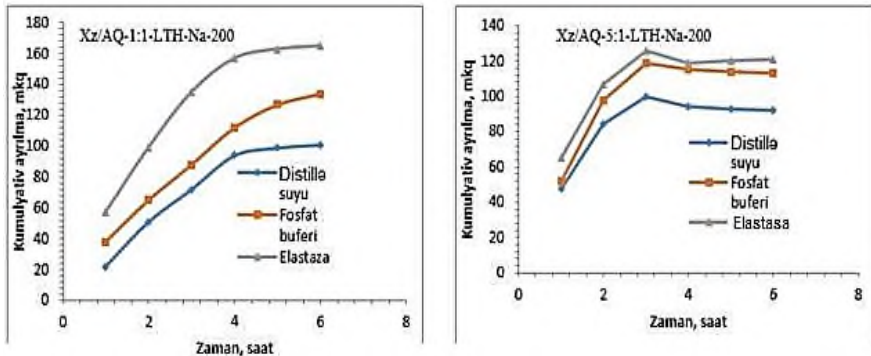 Xz/AQ-1:1-LTH-Na-200
Kumulyativ ayrılma, mkq
180
160
140
120
100
80
60
40
20
0
0
2
4
6
8
Zaman, saat
Distillə
suyu
Fosfat
buferi
Elastaza
Xz/AQ-5:1-LTH-Na-200
Kumulyativ ayrılma, mkq
140
120
100
80
60
40
20
0
0
2
4
6
8
Zaman, saat
Distillə
suyu
Fosfat
buferi
Elastasa